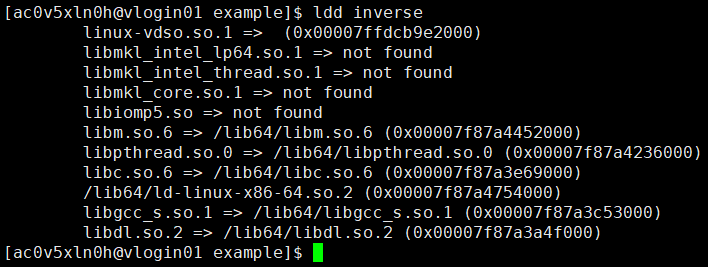 [ac0v5xln0h@vlogin01 example]$ ldd inverse
linux-vdso.so.1 =>  (0x00007ffdcb9e2000)
libmkl_intel_lp64.so.1 => not found
libmkl_intel_thread.so.1 => not found
libmkl_core.so.1 => not found
libiomp5.so => not found
libm.so.6 => /lib64/libm.so.6 (0x00007f87a4452000)
libpthread.so.0 => /lib64/libpthread.so.0 (0x00007f87a4236000)
libc.so.6 => /lib64/libc.so.6 (0x00007f87a3e69000)
/lib64/ld-linux-x86-64.so.2 (0x00007f87a4754000)
libgcc_s.so.1 => /lib64/libgcc_s.so.1 (0x00007f87a3c53000)
libdl.so.2 => /lib64/libdl.so.2 (0x00007f87a3a4f000)
[ac0v5xln0h@vlogin01 example]$